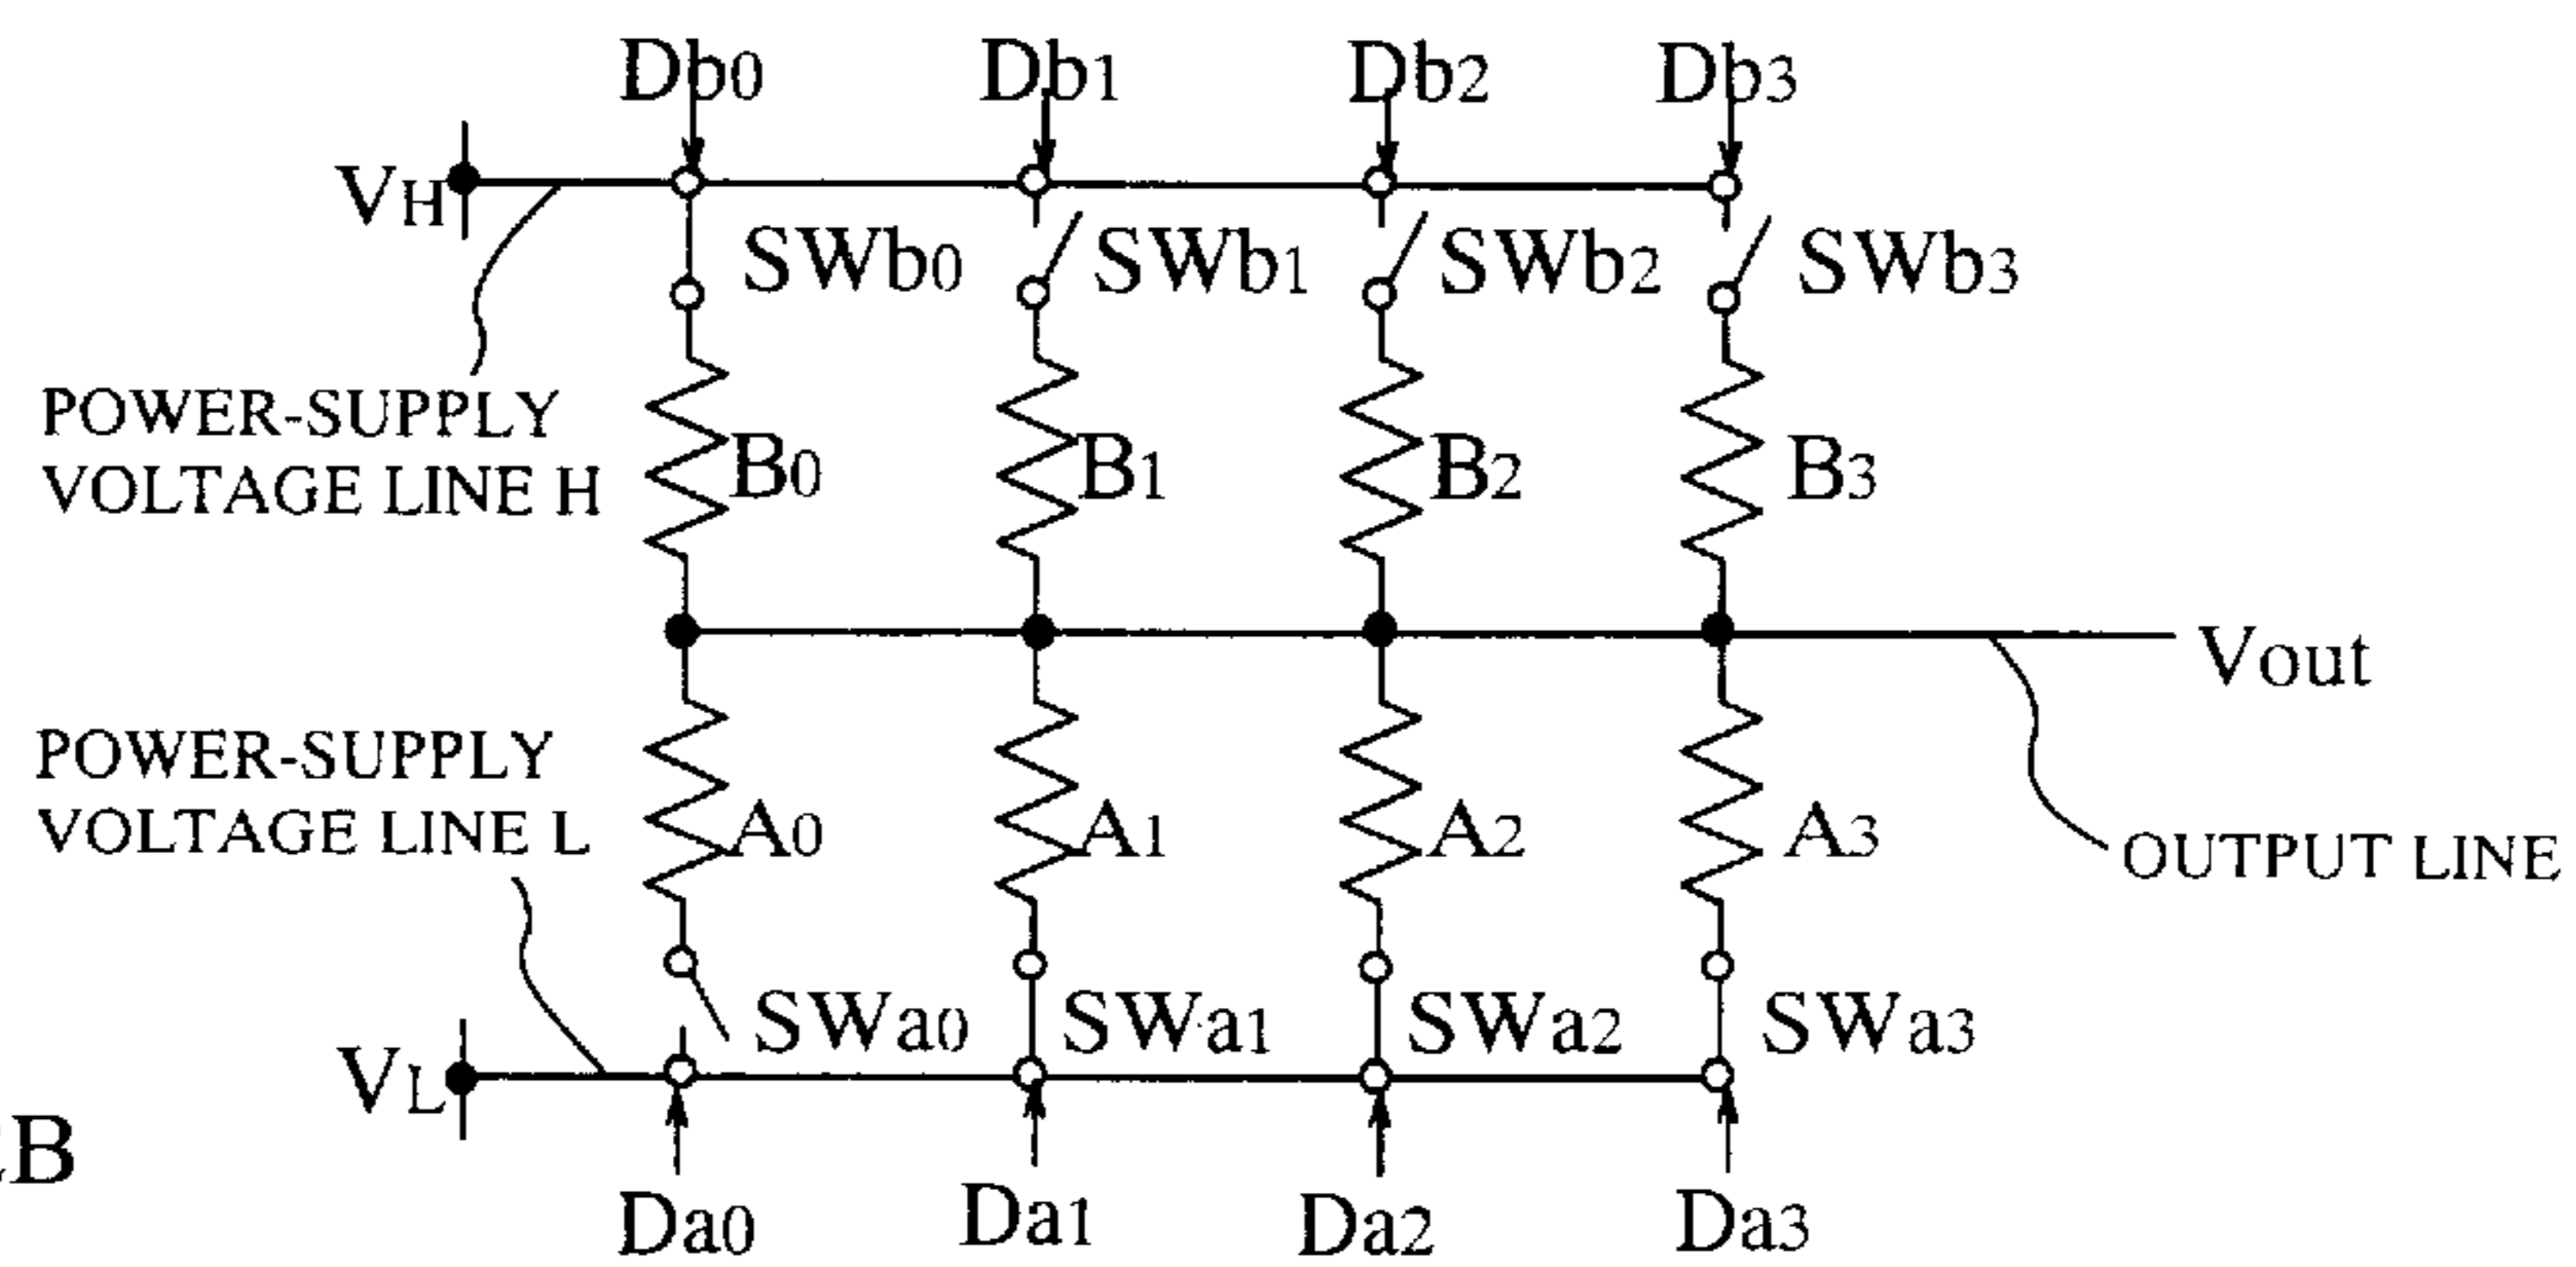 Db0 Db1 Db2 Db3
VH
SWb0 SWb1 SWb2 SWb3
POWER-SUPPLY
VOLTAGE LINE H
B0 B1 B2 B3
Vout
POWER-SUPPLY
VOLTAGE LINE L
A0 A1 A2 A3
OUTPUT LINE
SWa0 SWa1 SWa2 SWa3
VL
B
Da0 Da1 Da2 Da3